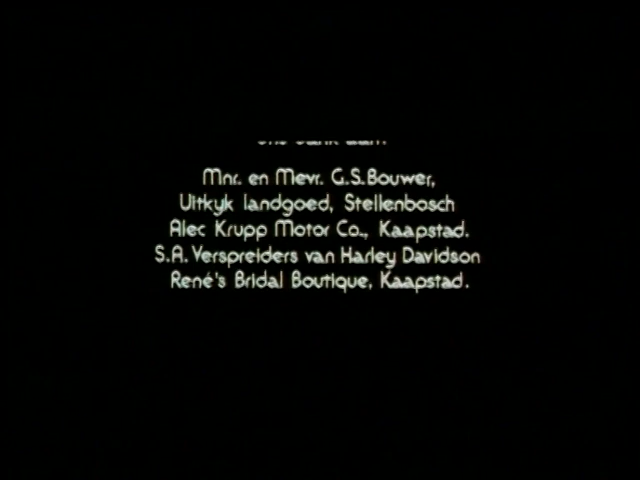 Mnr. en Mevr. G.S.Bouwer,
Uitkyk landgoed, Stellenbosch
Alec Krupp Motor Co., Kaapstad.
S.A. Verspreiders van Harley Davidson
René's Bridal Boutique, Kaapstad.